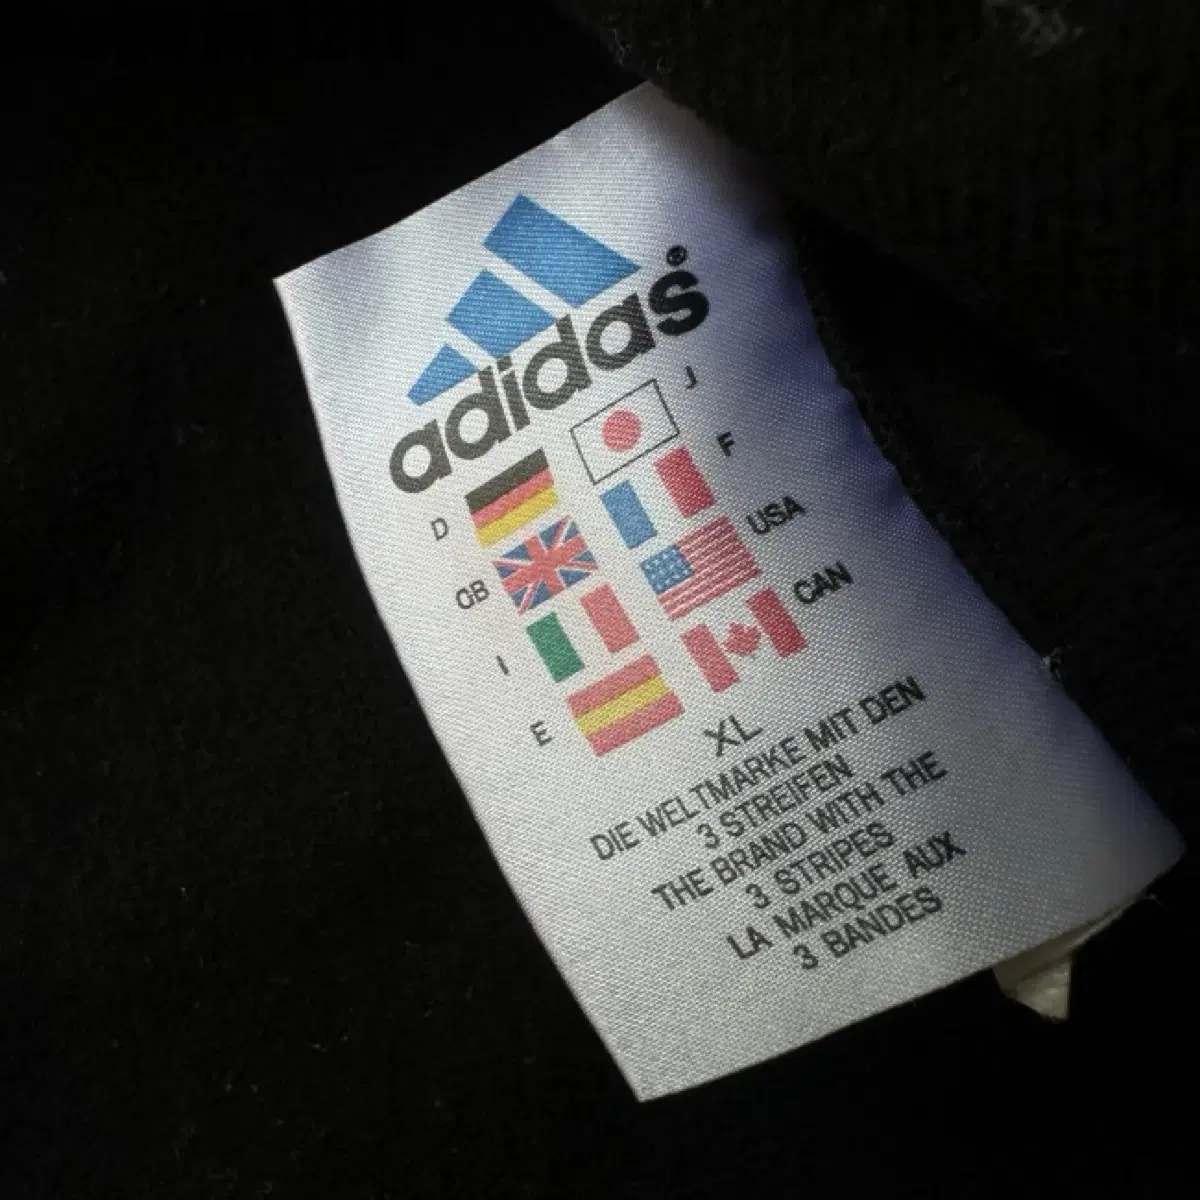 adidas®
J
D
F
GB
USA
I
CAN
E
XL
DIE WELTMARKE MIT DEN
3 STREIFEN
THE BRAND WITH THE
3 STRIPES
LA MARQUE AUX
3 BANDES